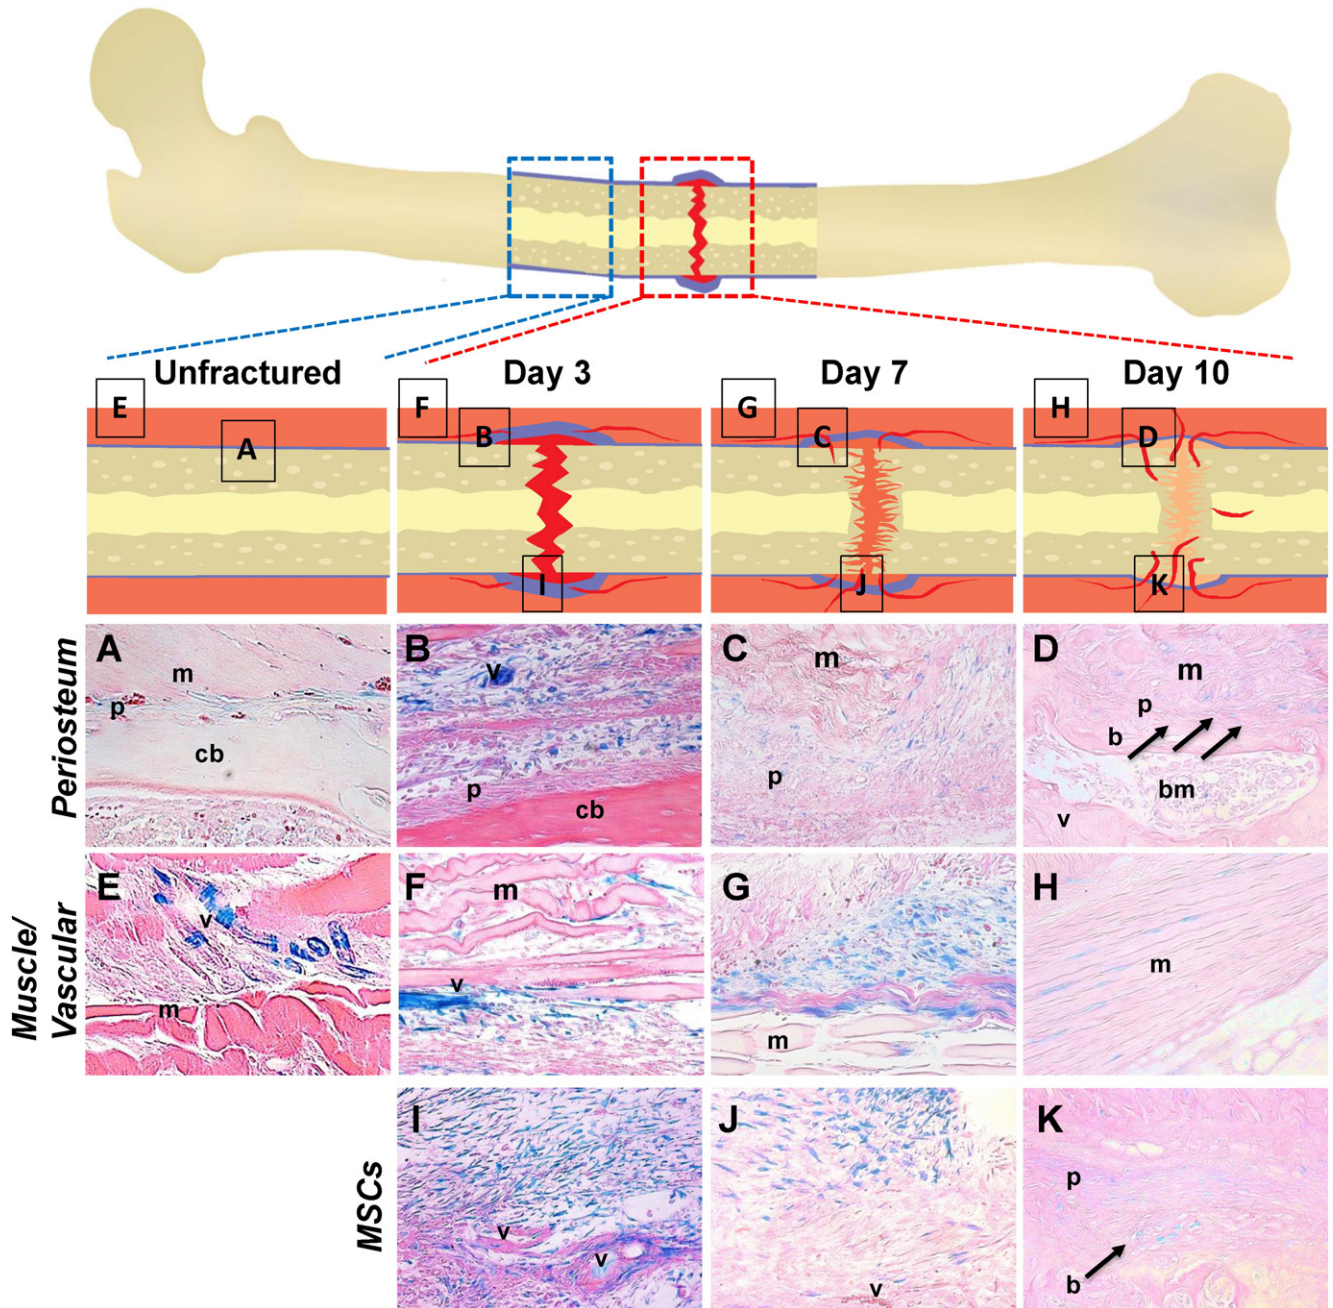 Unfractured Day 3 Day 7 Day 10
E F G H
A B C D
I J K
Periosteum
A B C D
m v m m
p p p p
b
cb cb bm
v
Muscle/
Vascular
E F G H
v m
m v m m
MSCs
I J K
v p
v v b